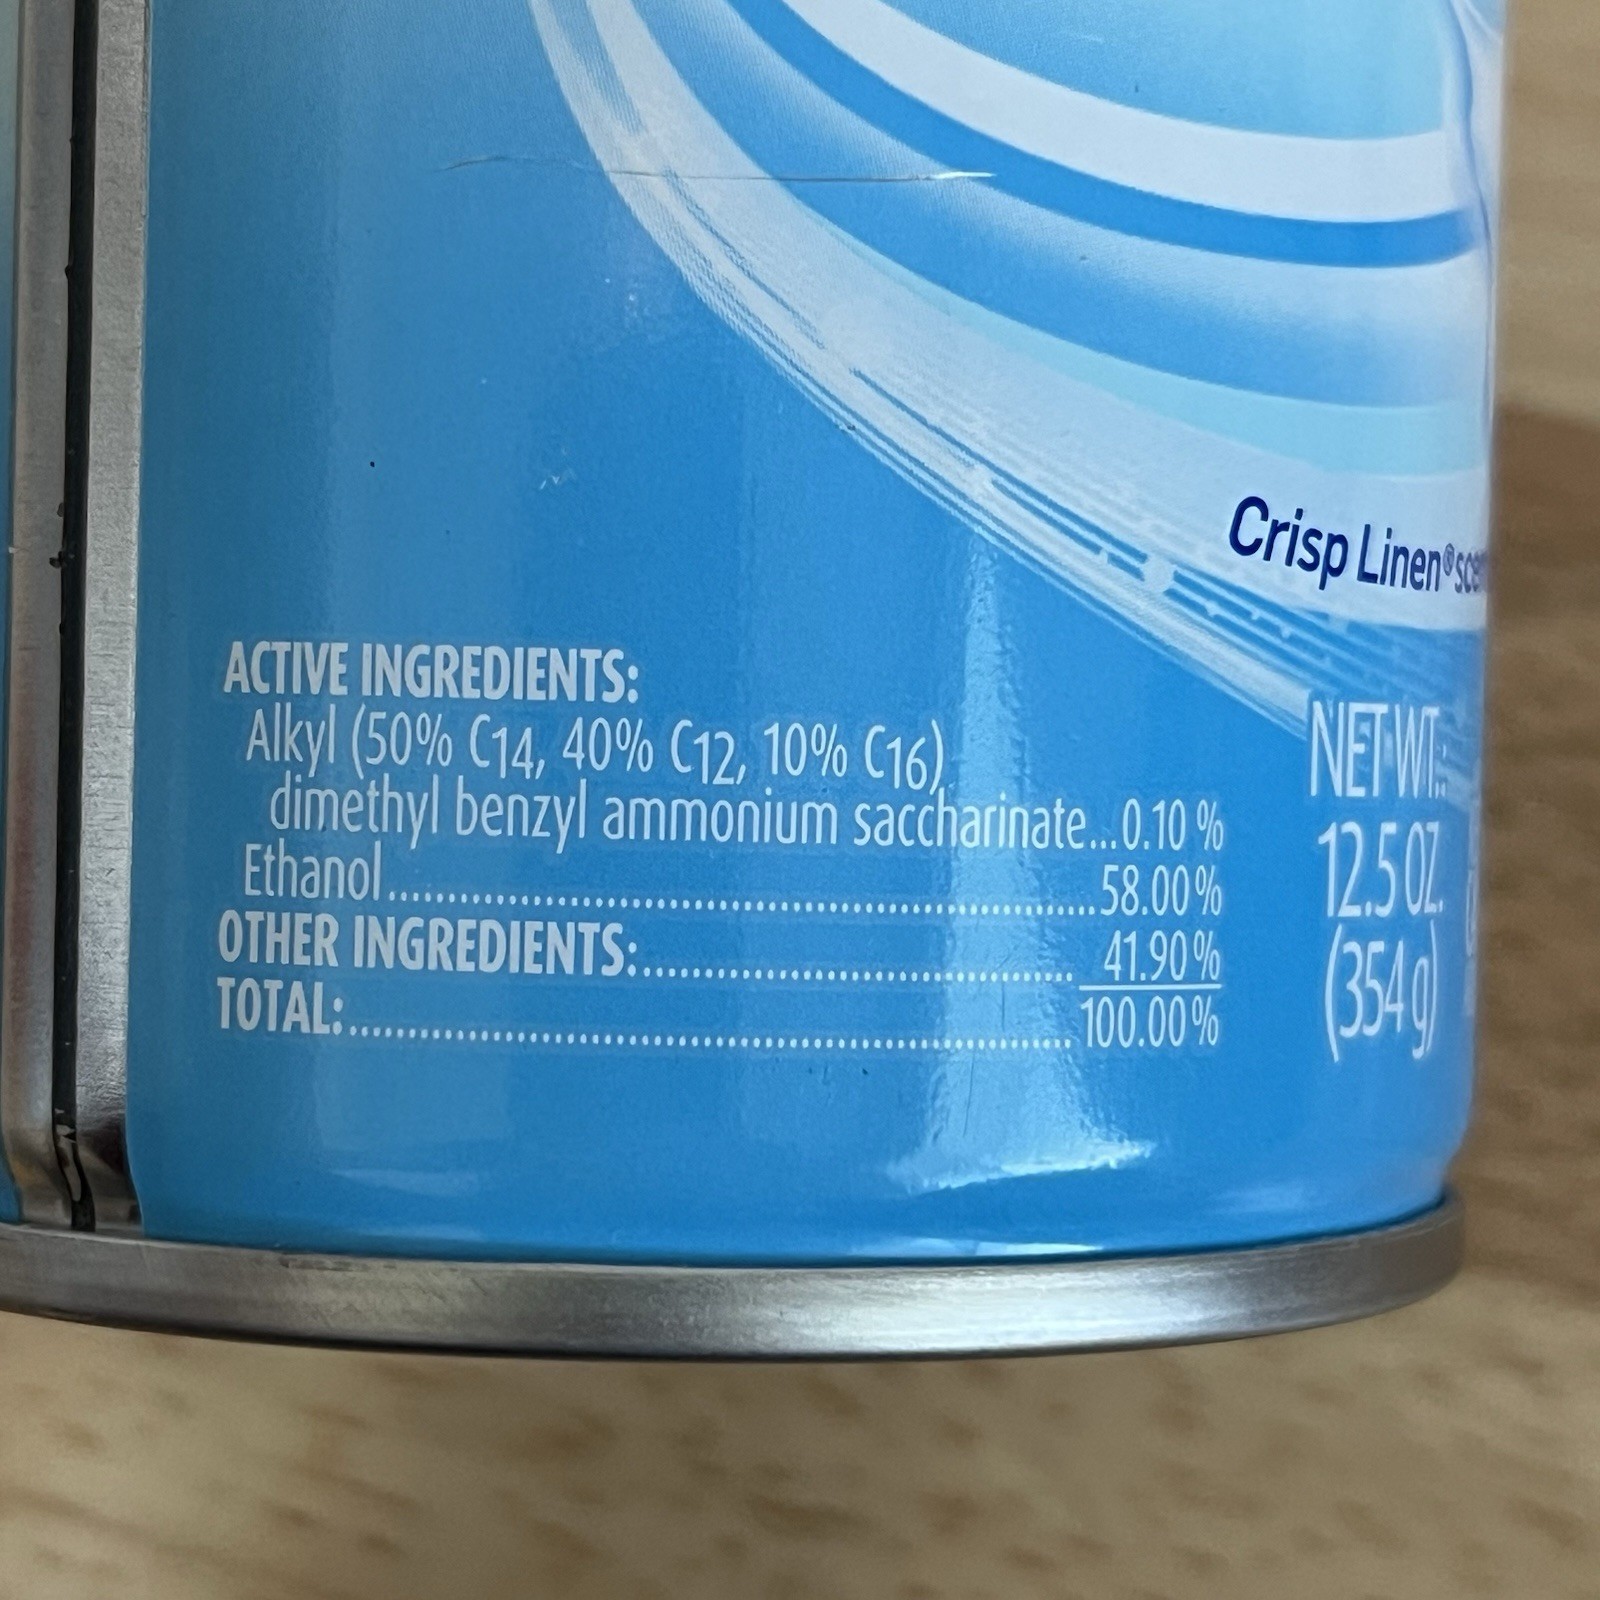 Crisp Linen®
ACTIVE INGREDIENTS:
Alkyl (50% C14, 40% C12, 10% C16)
dimethyl benzyl ammonium saccharinate...0.10 %
Ethanol........................................................58.00%
OTHER INGREDIENTS:.................................. 41.90%
TOTAL:......................................................... 100.00%
NET WT.:
12.5 OZ.
(354 g)